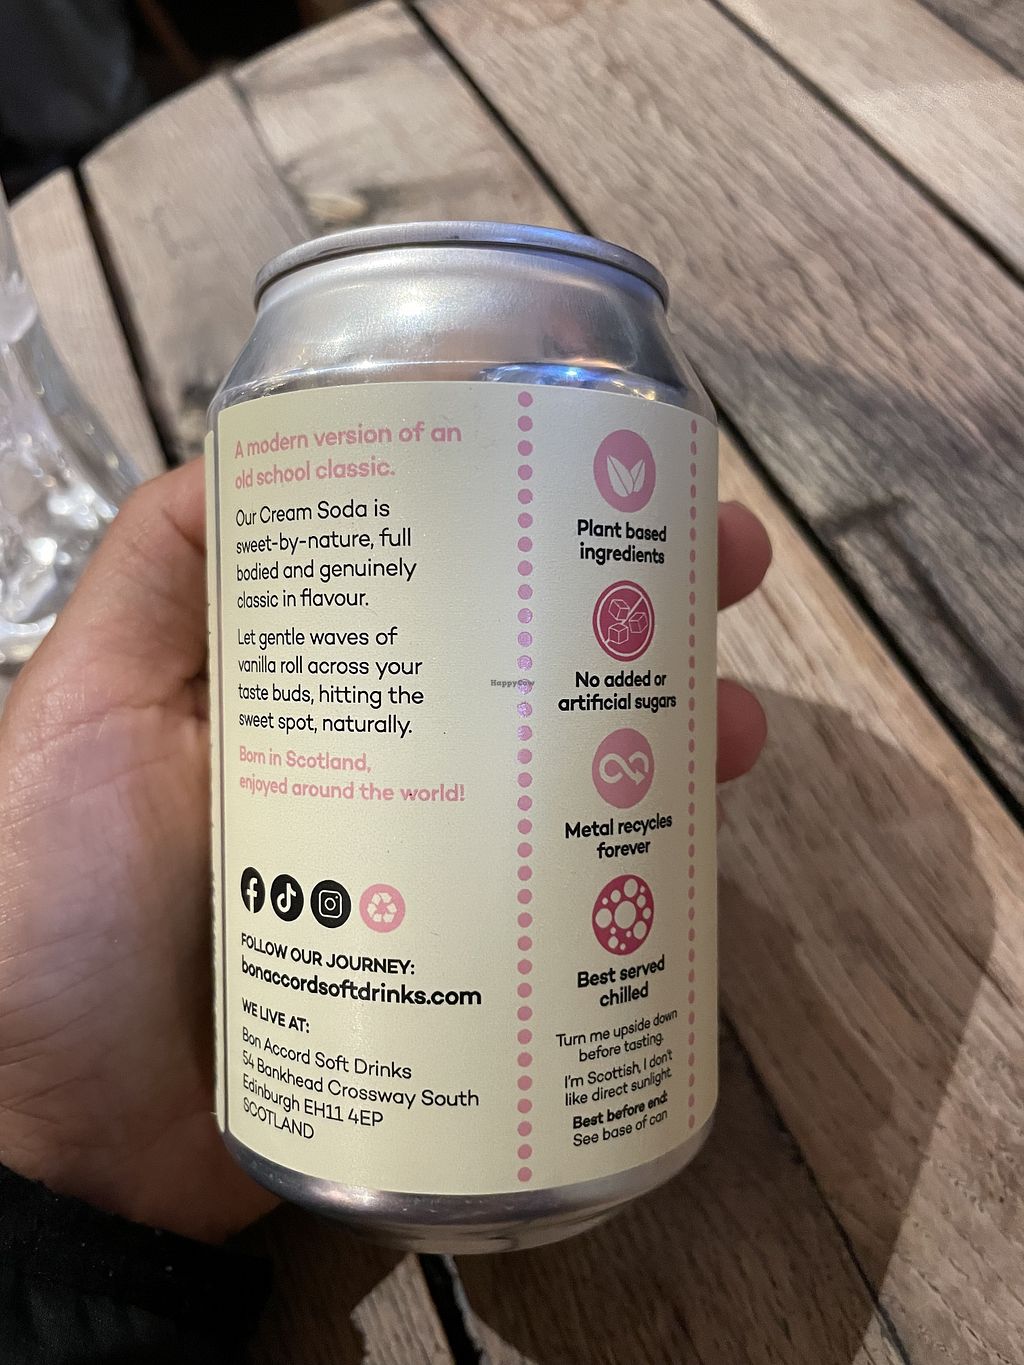 A modern version of an
old school classic.
Our Cream Soda is
sweet-by-nature, full
bodied and genuinely
classic in flavour.
Let gentle waves of
vanilla roll across your
taste buds, hitting the
sweet spot, naturally.
Born in Scotland,
enjoyed around the world!
FOLLOW OUR JOURNEY:
bonaccordsoftdrinks.com
WE LIVE AT:
Bon Accord Soft Drinks
54 Bankhead Crossway South
Edinburgh EH11 4EP
SCOTLAND
Plant based
ingredients
No added or
artificial sugars
Metal recycles
forever
Best served
chilled
Turn me upside down
before tasting.
I'm Scottish, I don't
like direct sunlight.
Best before end:
See base of can
HappyCow